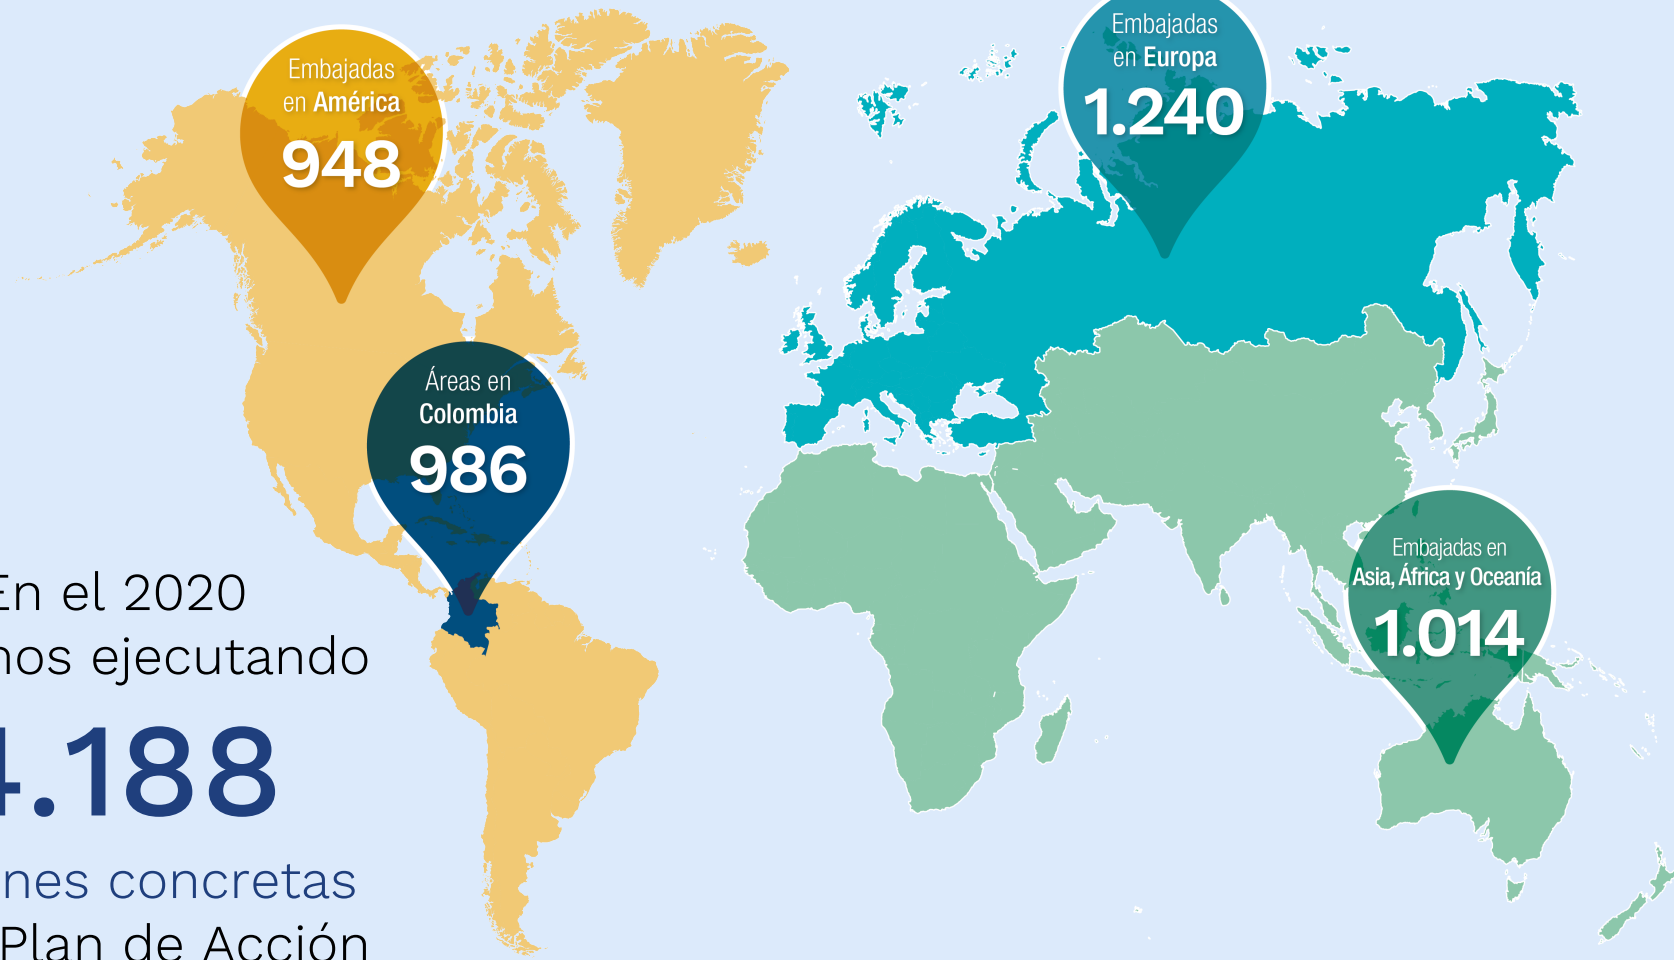 Embajadas
en América
948
Embajadas
en Europa
1.240
Áreas en
Colombia
986
Embajadas en
Asia, África y Oceanía
1.014
En el 2020
nos ejecutando
4.188
nes concretas
Plan de Acción